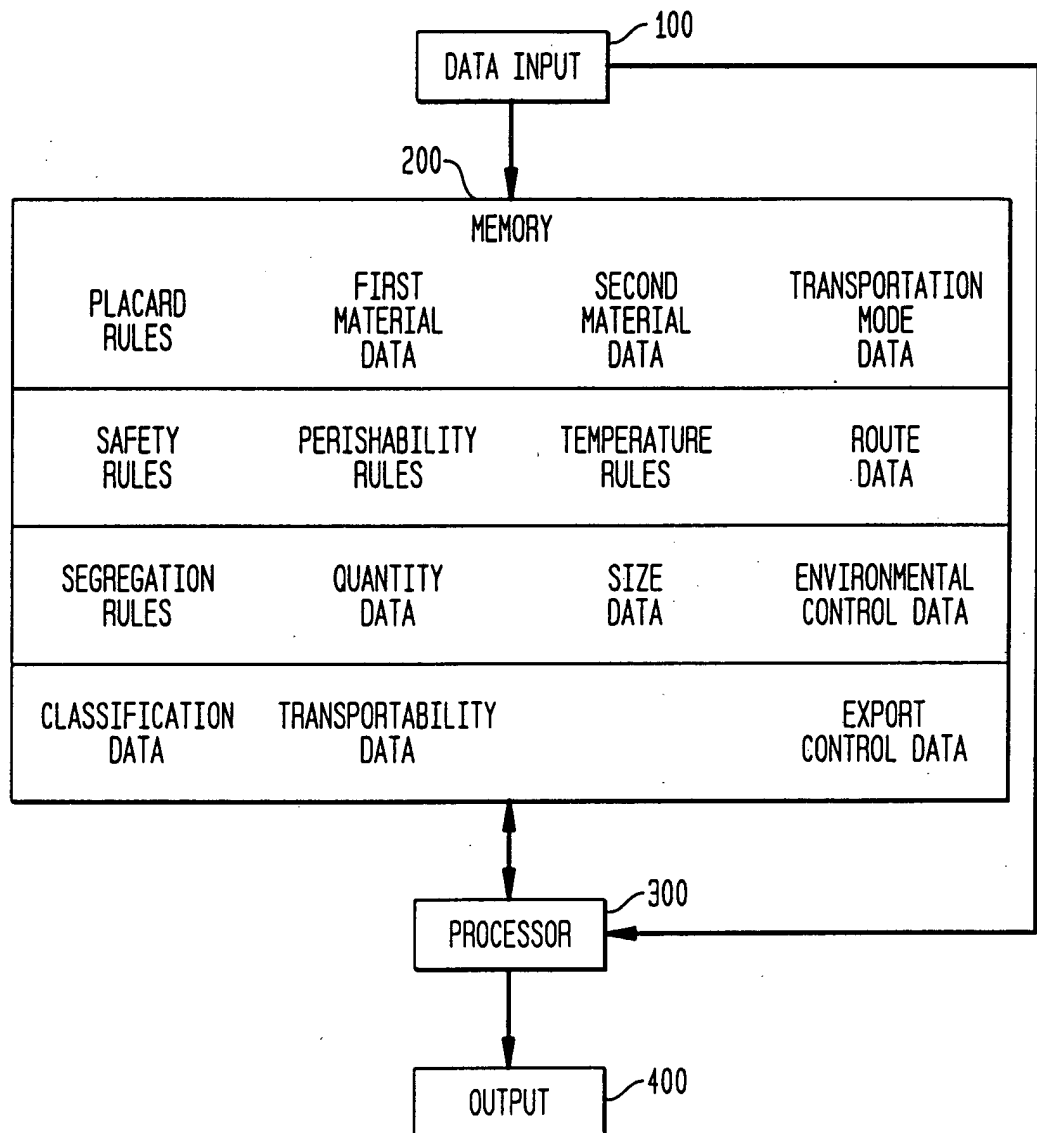 100
DATA INPUT
200
MEMORY
PLACARD
RULES
FIRST
MATERIAL
DATA
SECOND
MATERIAL
DATA
TRANSPORTATION
MODE
DATA
SAFETY
RULES
PERISHABILITY
RULES
TEMPERATURE
RULES
ROUTE
DATA
SEGREGATION
RULES
QUANTITY
DATA
SIZE
DATA
ENVIRONMENTAL
CONTROL DATA
CLASSIFICATION
DATA
TRANSPORTABILITY
DATA
EXPORT
CONTROL DATA
300
PROCESSOR
400
OUTPUT